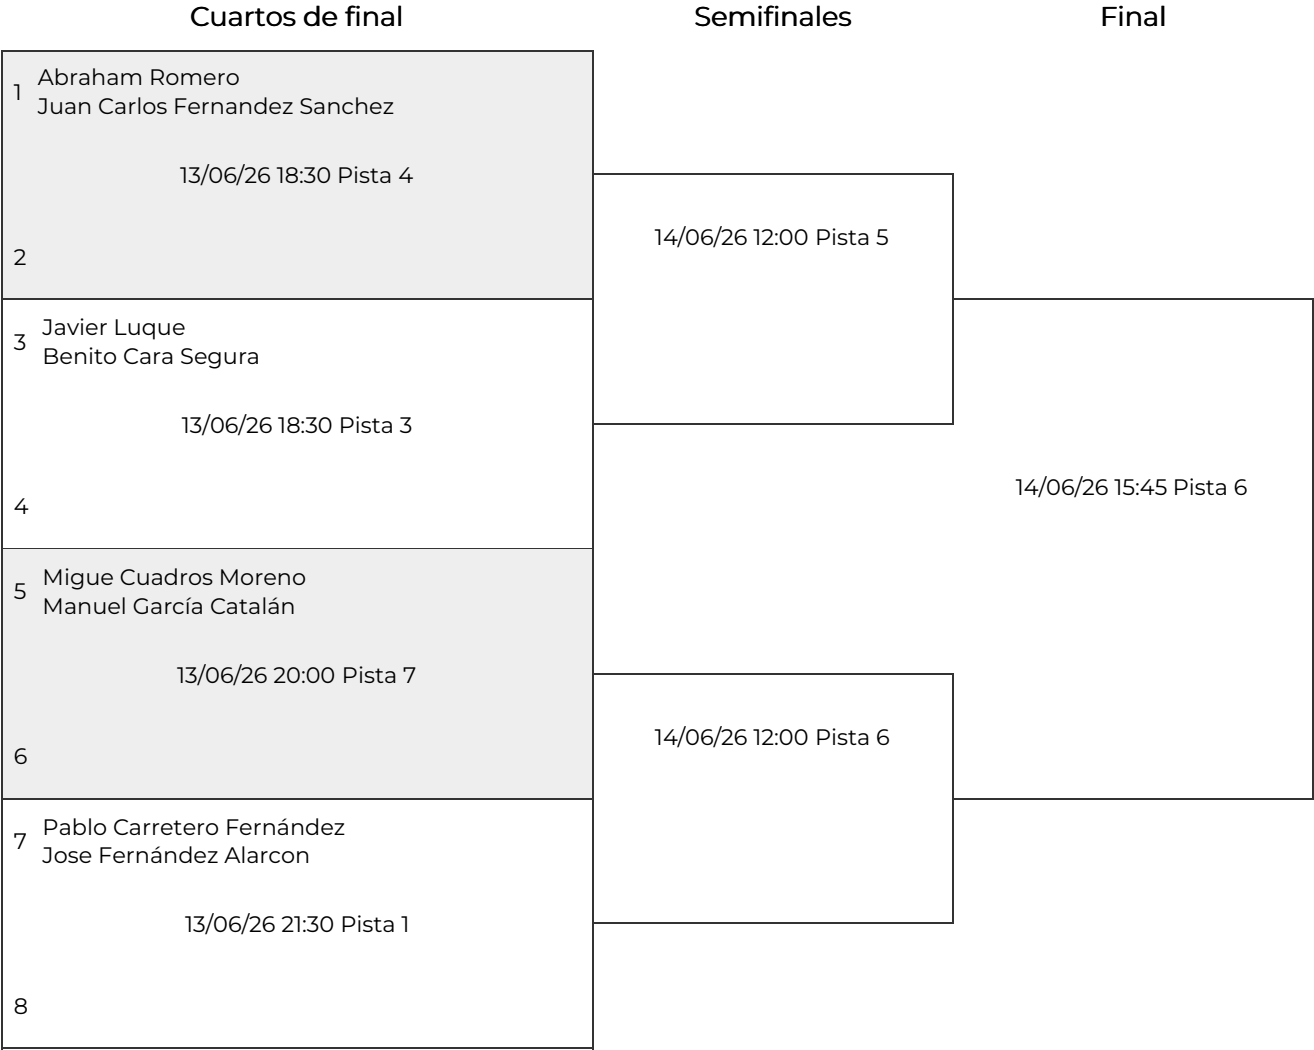 Cuartos de final
Semifinales
Final
1
Abraham Romero
Juan Carlos Fernandez Sanchez
13/06/26 18:30 Pista 4
2
3
Javier Luque
Benito Cara Segura
13/06/26 18:30 Pista 3
4
5
Migue Cuadros Moreno
Manuel García Catalán
13/06/26 20:00 Pista 7
6
7
Pablo Carretero Fernández
Jose Fernández Alarcon
13/06/26 21:30 Pista 1
8
14/06/26 12:00 Pista 5
14/06/26 12:00 Pista 6
14/06/26 15:45 Pista 6